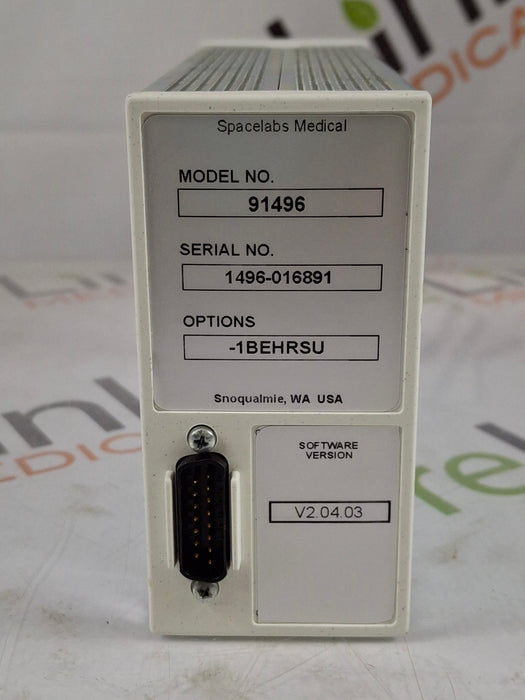 Spacelabs Medical
MODEL NO.
91496
SERIAL NO.
1496-016891
OPTIONS
-1BEHRSU
Snoqualmie, WA USA
SOFTWARE
VERSION
V2.04.03
MEDICAL